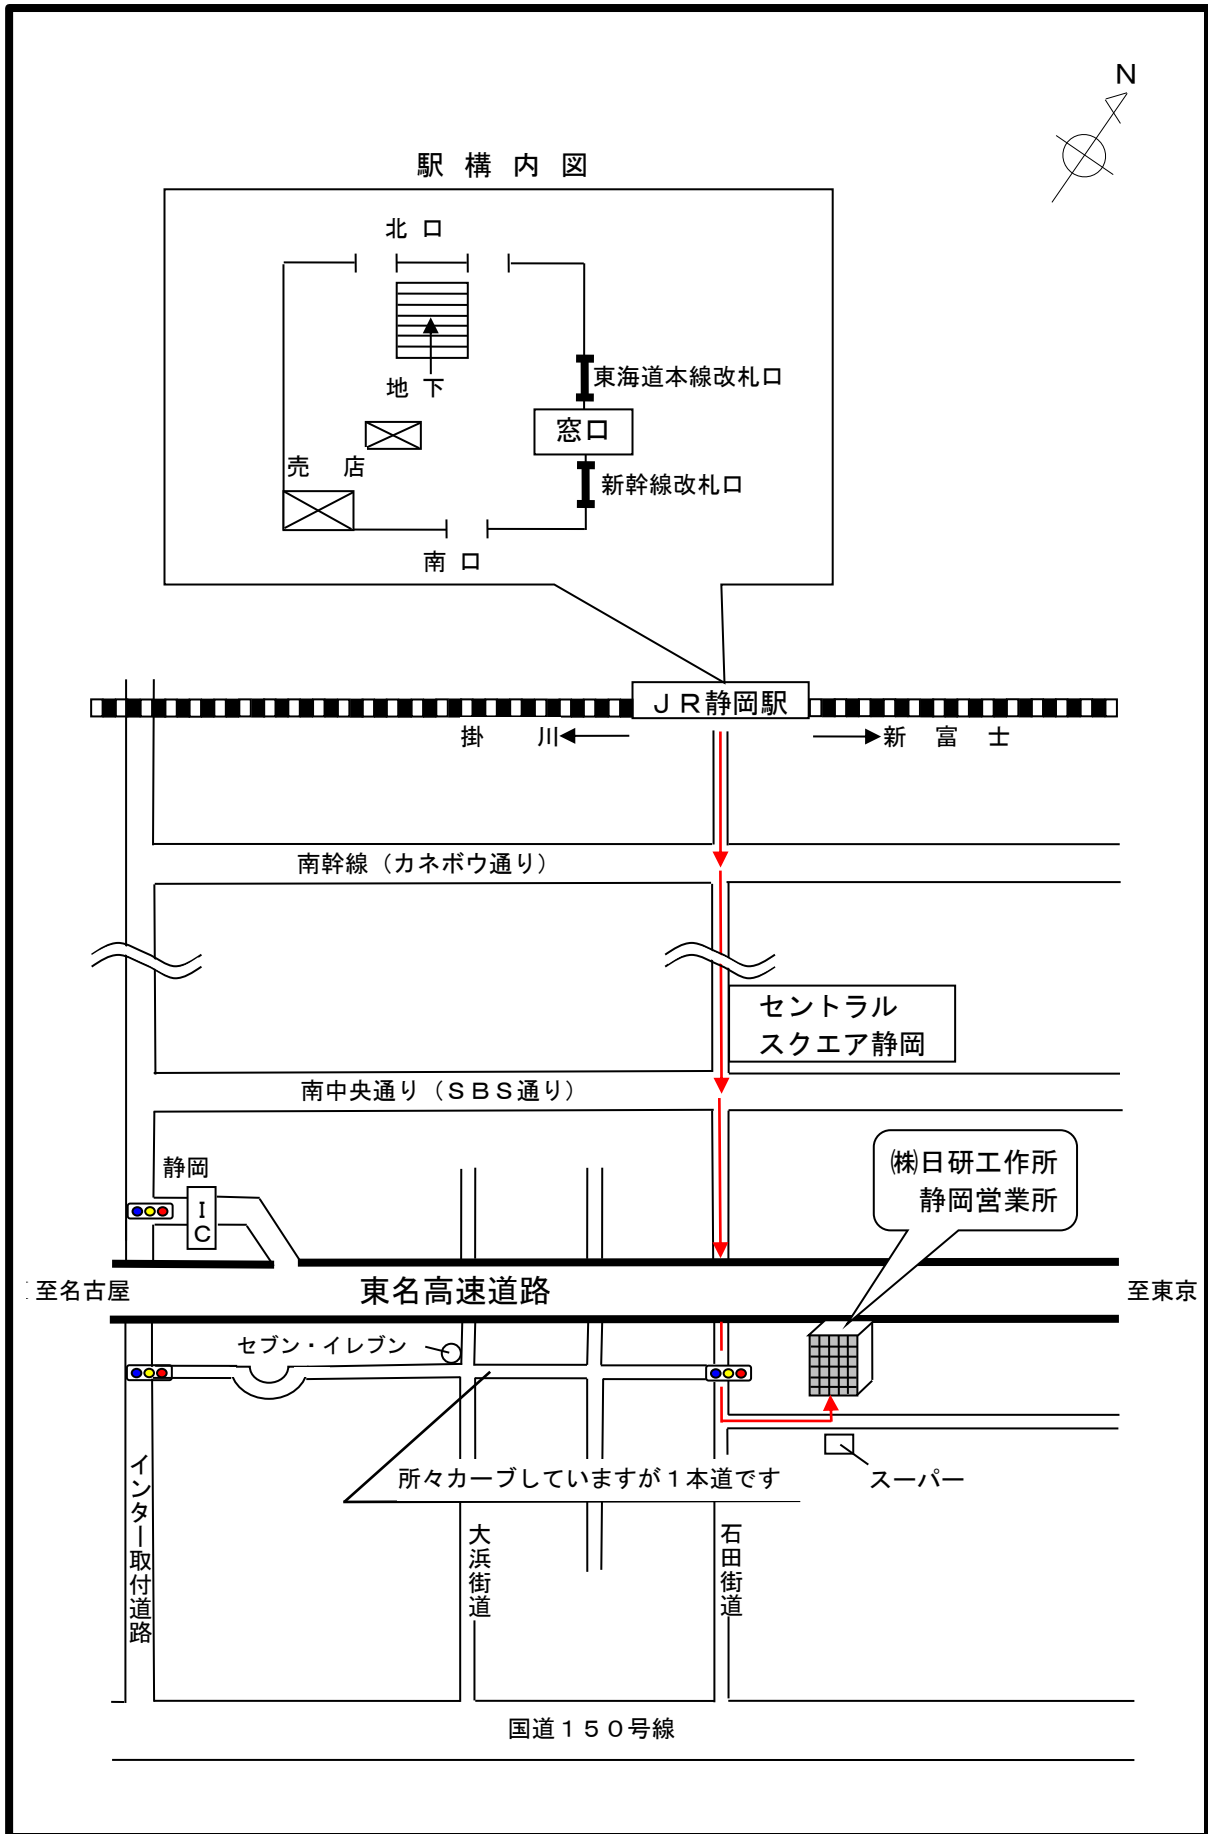 N
駅構内図
北口
地下
東海道本線改札口
窓口
売店
新幹線改札口
南口
ＪＲ静岡駅
掛川
新富士
南幹線（カネボウ通り）
セントラル
スクエア静岡
南中央通り（ＳＢＳ通り）
静岡
ＩＣ
㈱日研工作所
静岡営業所
至名古屋
東名高速道路
至東京
セブン・イレブン
所々カーブしていますが１本道です
スーパー
インター取付道路
大浜街道
石田街道
国道１５０号線